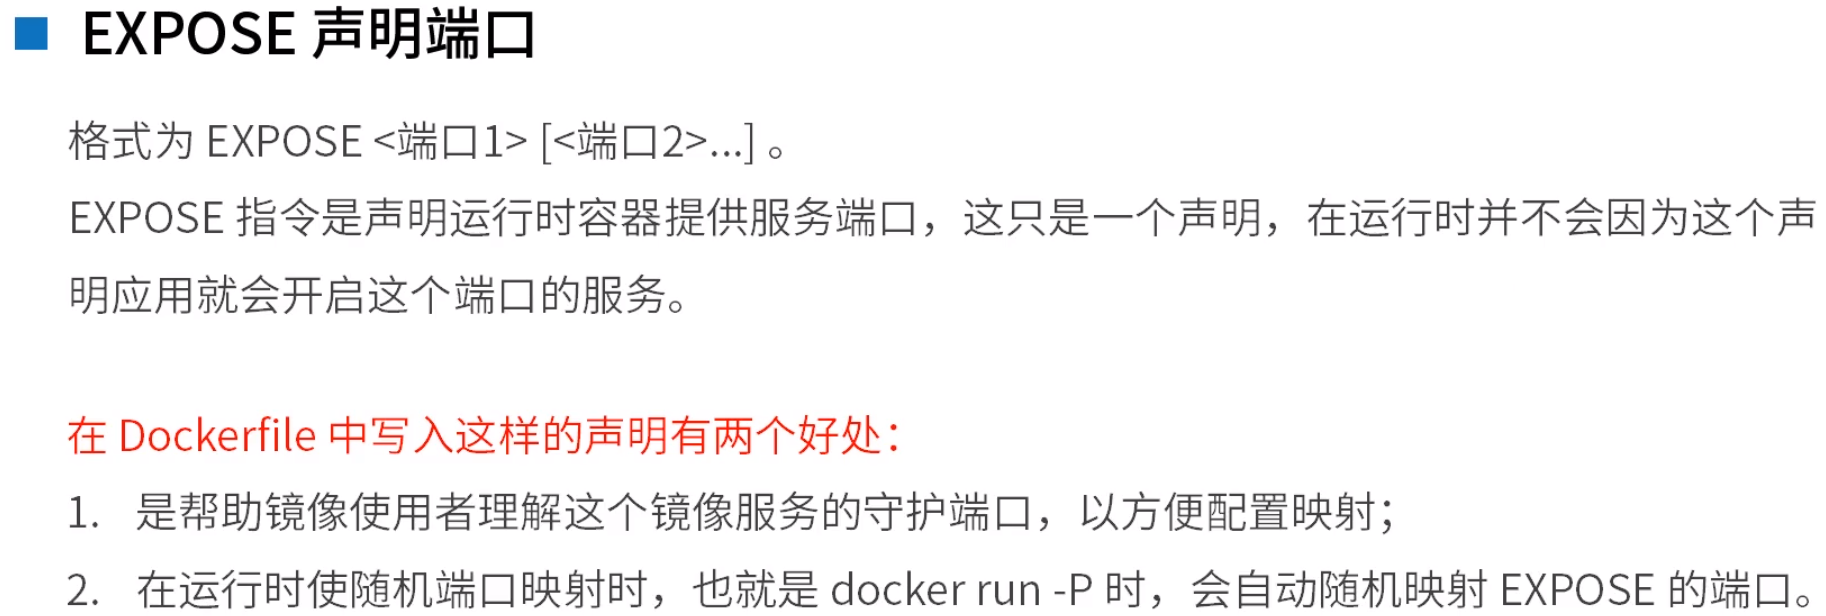 EXPOSE 声明端口
格式为 EXPOSE <端口1> [<端口2>...] 。
EXPOSE 指令是声明运行时容器提供服务端口，这只是一个声明，在运行时并不会因为这个声
明应用就会开启这个端口的服务。
在 Dockerfile 中写入这样的声明有两个好处：
1. 是帮助镜像使用者理解这个镜像服务的守护端口，以方便配置映射；
2. 在运行时使随机端口映射时，也就是 docker run -P 时，会自动随机映射 EXPOSE 的端口。